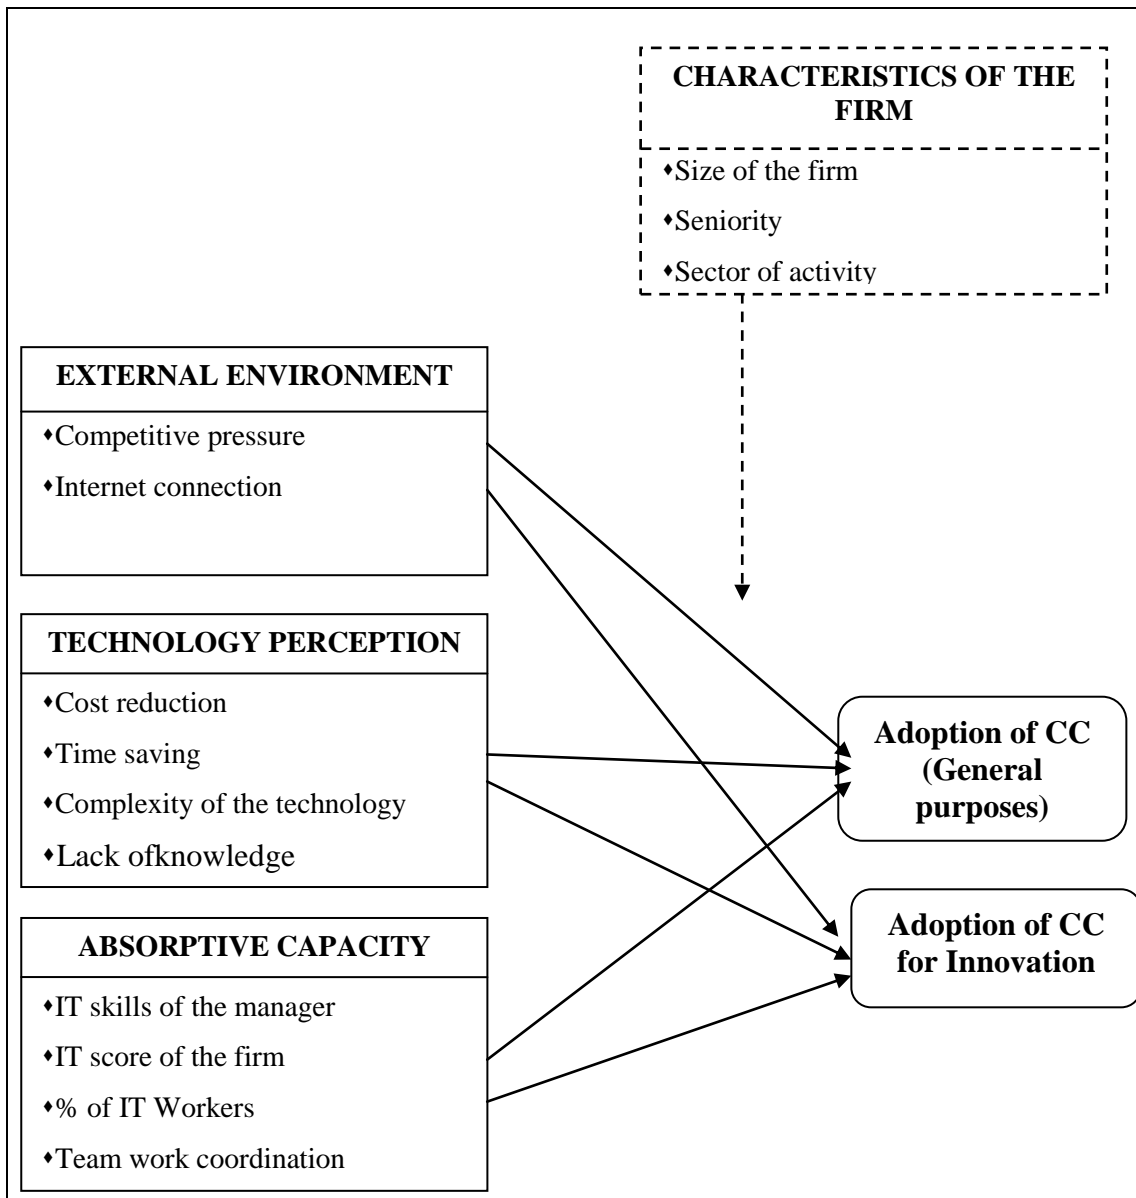 CHARACTERISTICS OF THE
FIRM
♦Size of the firm
♦Seniority
♦Sector of activity
EXTERNAL ENVIRONMENT
♦Competitive pressure
♦Internet connection
TECHNOLOGY PERCEPTION
♦Cost reduction
♦Time saving
♦Complexity of the technology
♦Lack ofknowledge
ABSORPTIVE CAPACITY
♦IT skills of the manager
♦IT score of the firm
♦% of IT Workers
♦Team work coordination
Adoption of CC
(General
purposes)
Adoption of CC
for Innovation